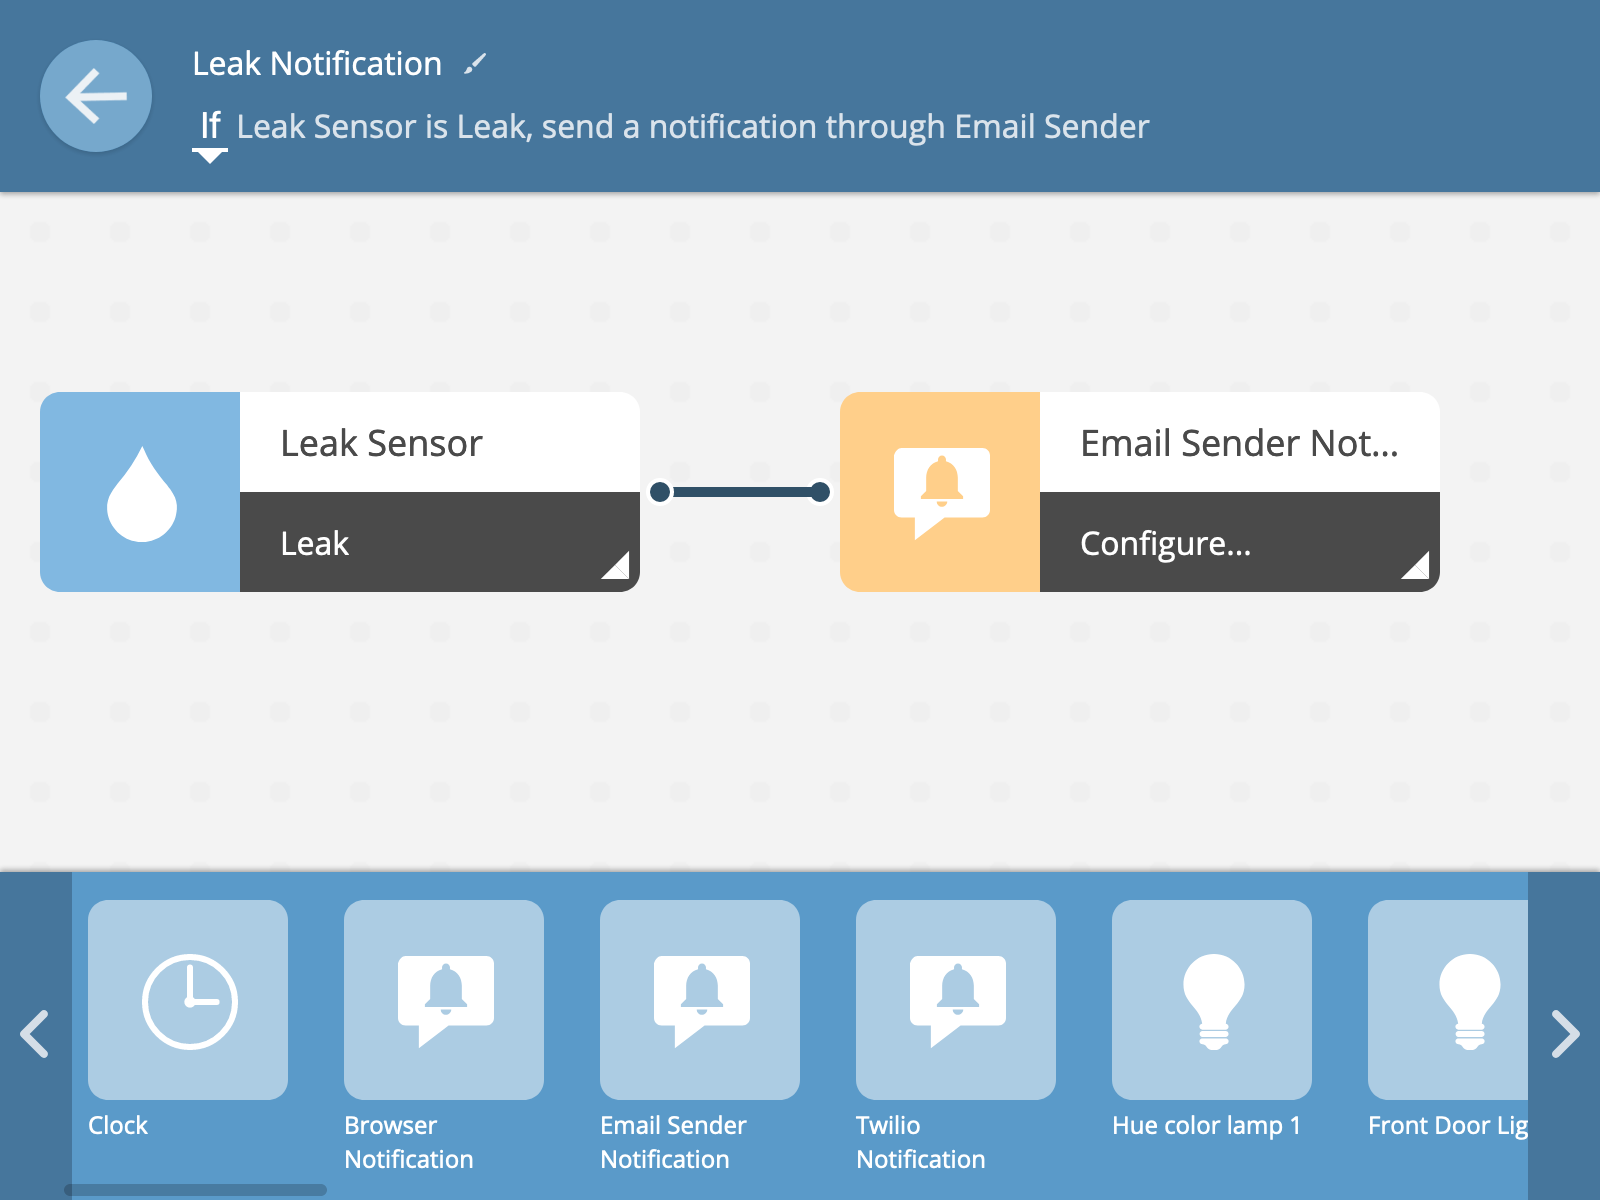 Leak Notification
If Leak Sensor is Leak, send a notification through Email Sender
Leak Sensor
Leak
Email Sender Not...
Configure...
Clock
Browser
Notification
Email Sender
Notification
Twilio
Notification
Hue color lamp 1
Front Door Lig